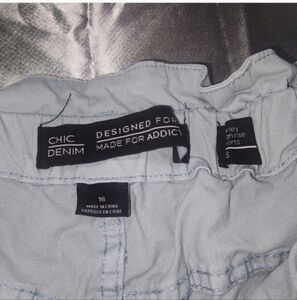 CHIC
DENIM
DESIGNED FOR
MADE FOR ADDICT
16
MADE IN CHINA
FABRIQUÉ EN CHINE